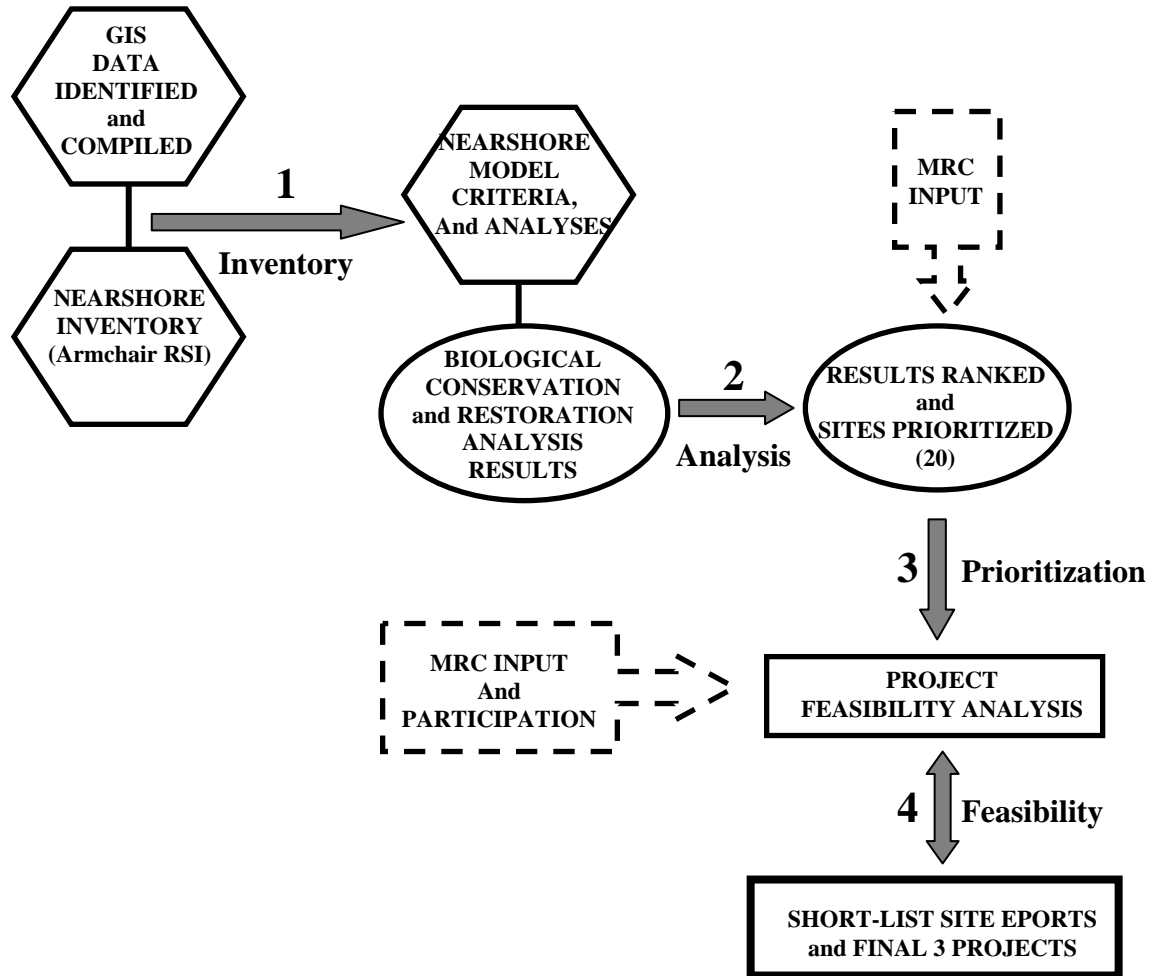 GIS
DATA
IDENTIFIED
and
COMPILED
NEARSHORE
INVENTORY
(Armchair RSI)
1
Inventory
NEARSHORE
MODEL
CRITERIA,
And ANALYSES
BIOLOGICAL
CONSERVATION
and RESTORATION
ANALYSIS
RESULTS
2
Analysis
MRC
INPUT
RESULTS RANKED
and
SITES PRIORITIZED
(20)
3 Prioritization
MRC INPUT
And
PARTICIPATION
PROJECT
FEASIBILITY ANALYSIS
4 Feasibility
SHORT-LIST SITE EPORTS
and FINAL 3 PROJECTS